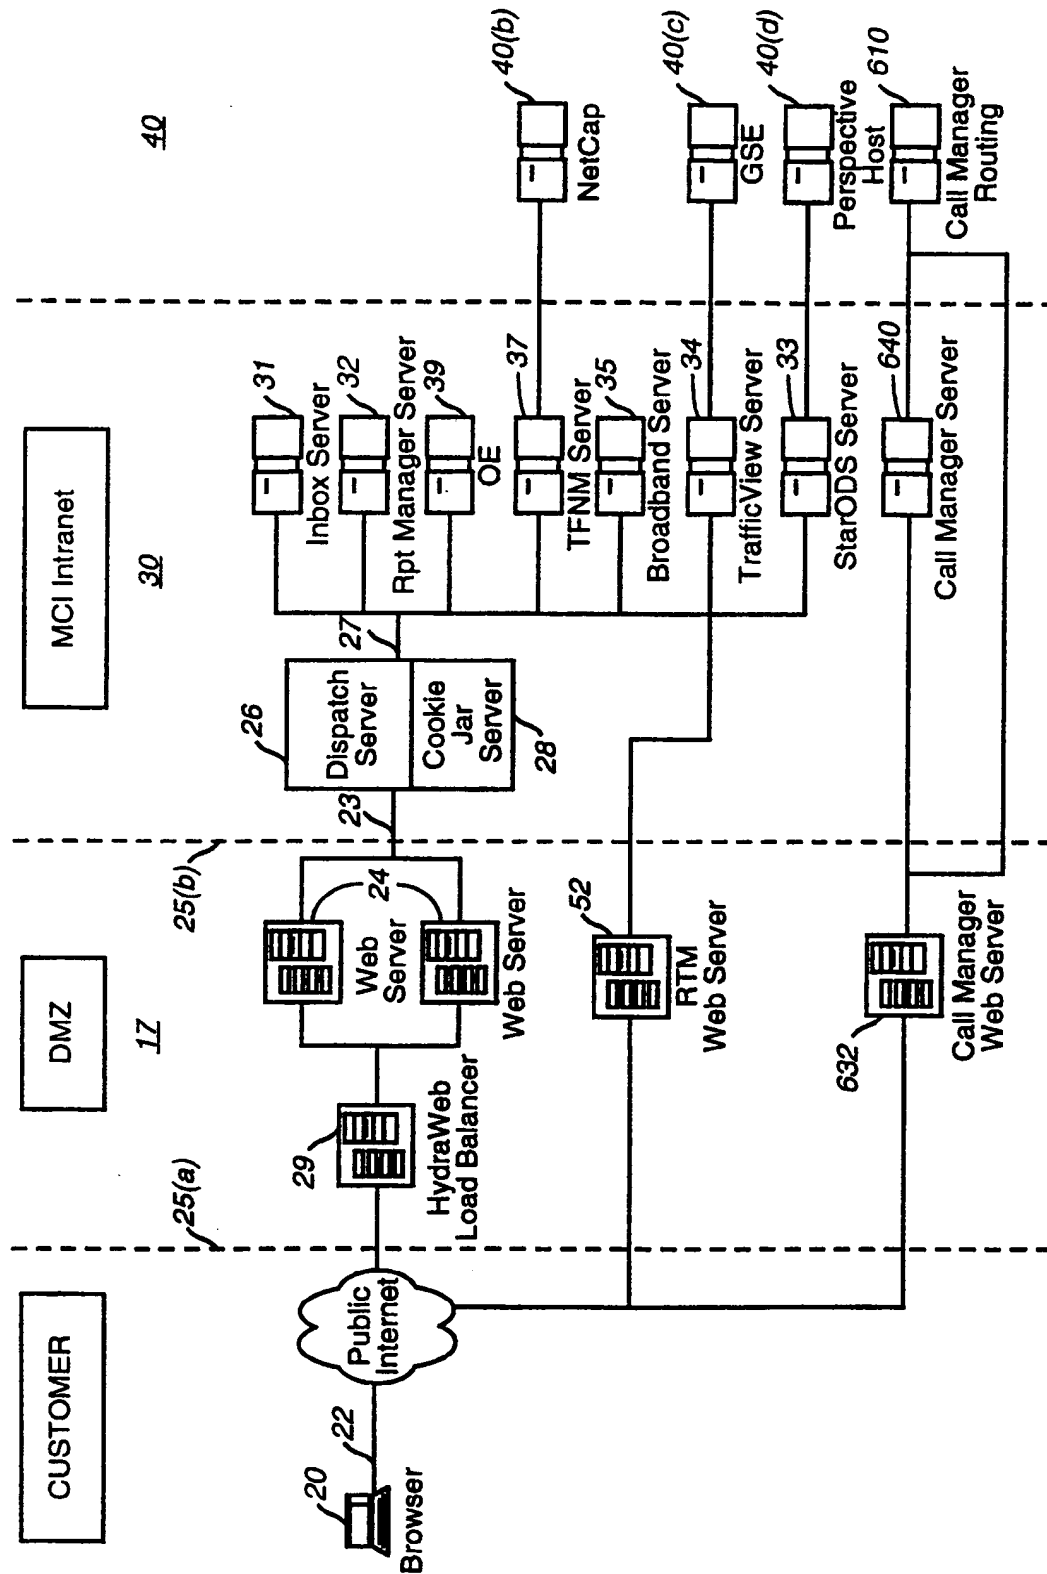 CUSTOMER
DMZ
MCI Intranet
17
30
40
25(a)
25(b)
20
Browser
22
Public
Internet
29
HydraWeb
Load Balancer
24
Web
Server
Web Server
23
26
Dispatch
Server
Cookie
Jar
Server
28
27
31
Inbox Server
32
Rpt Manager Server
39
OE
37
TFNM Server
35
Broadband Server
34
TrafficView Server
33
StarODS Server
640
Call Manager Server
52
RTM
Web Server
632
Call Manager
Web Server
40(b)
NetCap
40(c)
GSE
40(d)
Perspective
Host
610
Call Manager
Routing